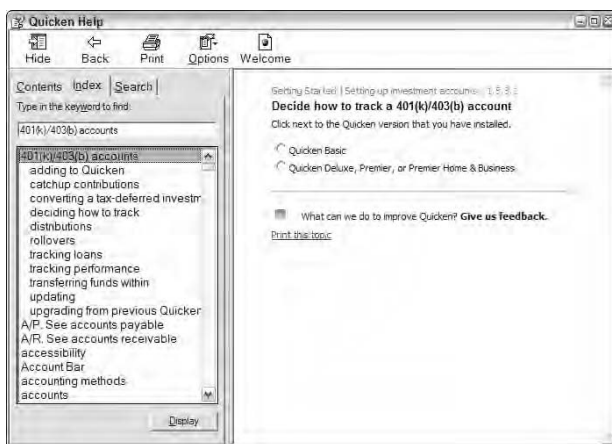 Quicken Help
Hide Back Print Options Welcome
Contents Index Search
Type in the keyword to find:
401(k)/403(b) accounts
401(k)/403(b) accounts
adding to Quicken
catchup contributions
converting a tax-deferred investm
deciding how to track
distributions
rollovers
tracking loans
tracking performance
transferring funds within
updating
upgrading from previous Quicken
A/P. See accounts payable
A/R. See accounts receivable
accessibility
Account Bar
accounting methods
accounts
Display
Getting Started | Setting up investment accounts
Decide how to track a 401(k)/403(b) account
Click next to the Quicken version that you have installed.
Quicken Basic
Quicken Deluxe, Premier, or Premier Home & Business
What can we do to improve Quicken? Give us feedback.
Print this topic